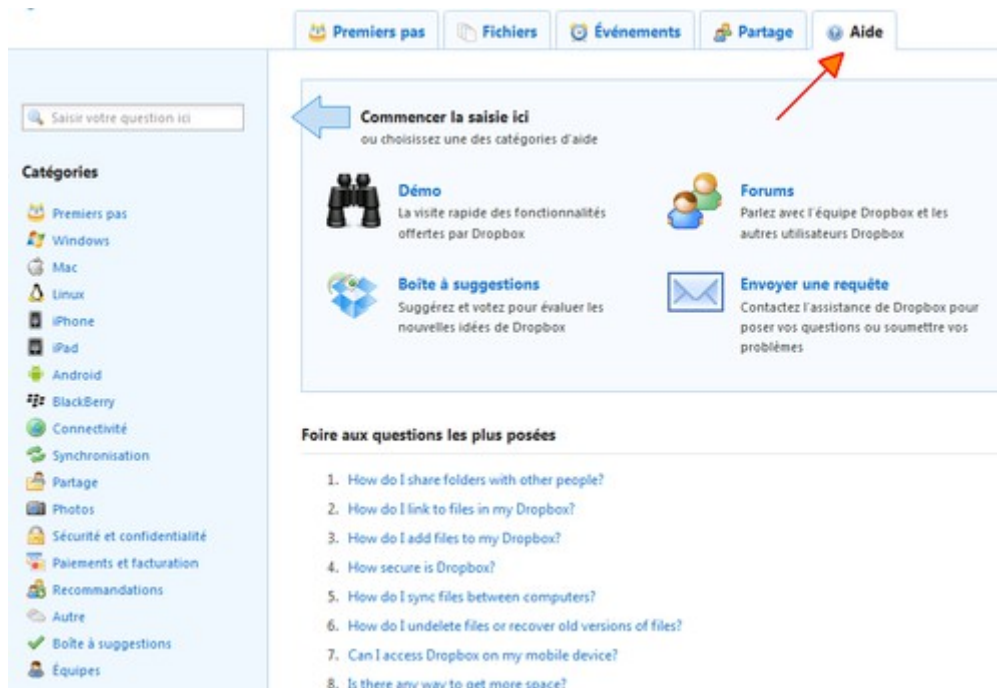 Premiers pas
Fichiers
Événements
Partage
Aide
Saisir votre question ici
Commencer la saisie ici
ou choisissez une des catégories d'aide
Démo
La visite rapide des fonctionnalités
offertes par Dropbox
Forums
Parlez avec l'équipe Dropbox et les
autres utilisateurs Dropbox
Boîte à suggestions
Suggérez et votez pour évaluer les
nouvelles idées de Dropbox
Envoyer une requête
Contactez l'assistance de Dropbox pour
poser vos questions ou soumettre vos
problèmes
Catégories
Premiers pas
Windows
Mac
Linux
iPhone
iPad
Android
BlackBerry
Connectivité
Synchronisation
Partage
Photos
Sécurité et confidentialité
Paiements et facturation
Recommandations
Autre
Boîte à suggestions
Équipes
Foire aux questions les plus posées
1. How do I share folders with other people?
2. How do I link to files in my Dropbox?
3. How do I add files to my Dropbox?
4. How secure is Dropbox?
5. How do I sync files between computers?
6. How do I undelete files or recover old versions of files?
7. Can I access Dropbox on my mobile device?
8. Is there any way to get more space?